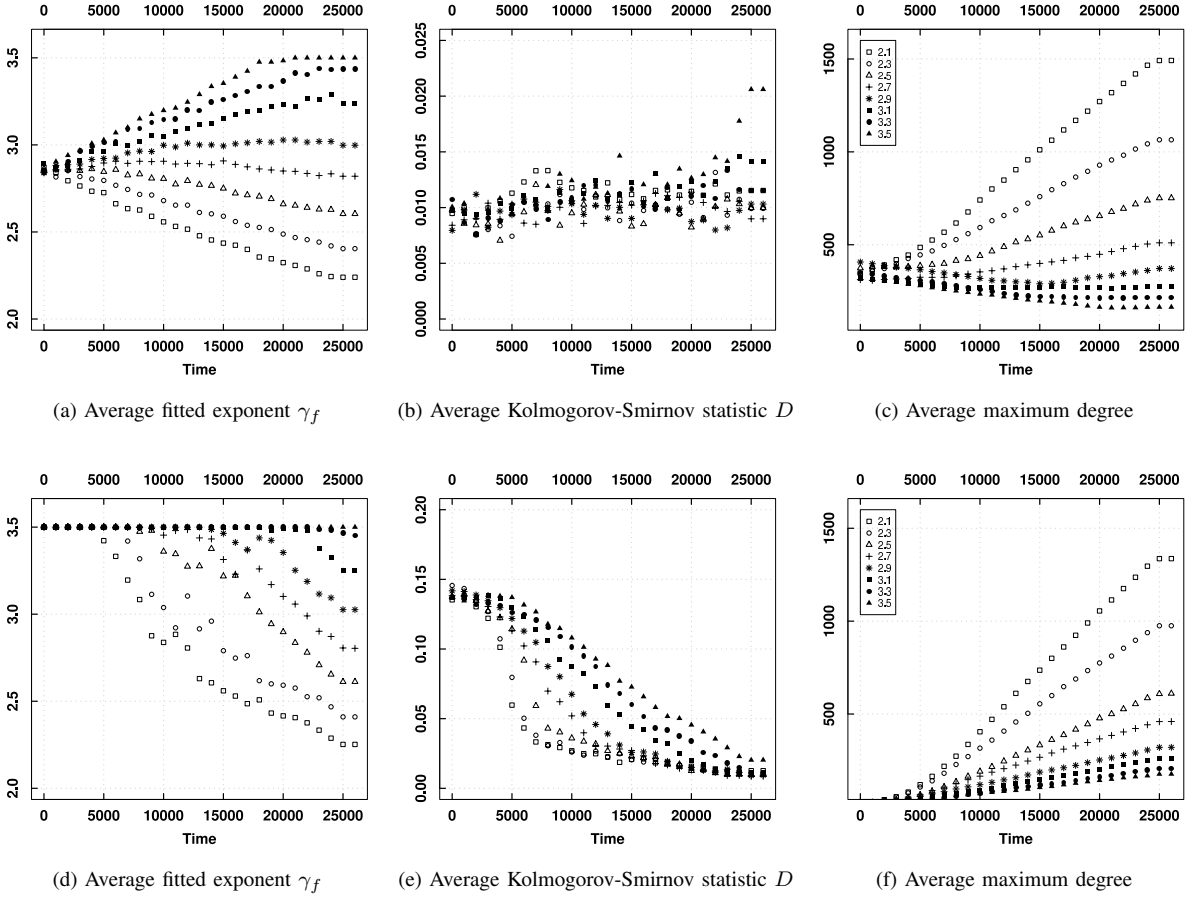 0 5000 10000 15000 20000 25000
0 5000 10000 15000 20000 25000
0 5000 10000 15000 20000 25000
3.5
3.0
2.5
2.0
0.025
0.020
0.015
0.010
0.005
0.000
1500
1000
500
2.1
2.3
2.5
2.7
2.9
3.1
3.3
3.5
0 5000 10000 15000 20000 25000
0 5000 10000 15000 20000 25000
0 5000 10000 15000 20000 25000
Time
Time
Time
(a) Average fitted exponent γf
(b) Average Kolmogorov-Smirnov statistic D
(c) Average maximum degree
0 5000 10000 15000 20000 25000
0 5000 10000 15000 20000 25000
0 5000 10000 15000 20000 25000
3.5
3.0
2.5
2.0
0.20
0.15
0.10
0.05
0.00
1500
1000
500
2.1
2.3
2.5
2.7
2.9
3.1
3.3
3.5
0 5000 10000 15000 20000 25000
0 5000 10000 15000 20000 25000
0 5000 10000 15000 20000 25000
Time
Time
Time
(d) Average fitted exponent γf
(e) Average Kolmogorov-Smirnov statistic D
(f) Average maximum degree